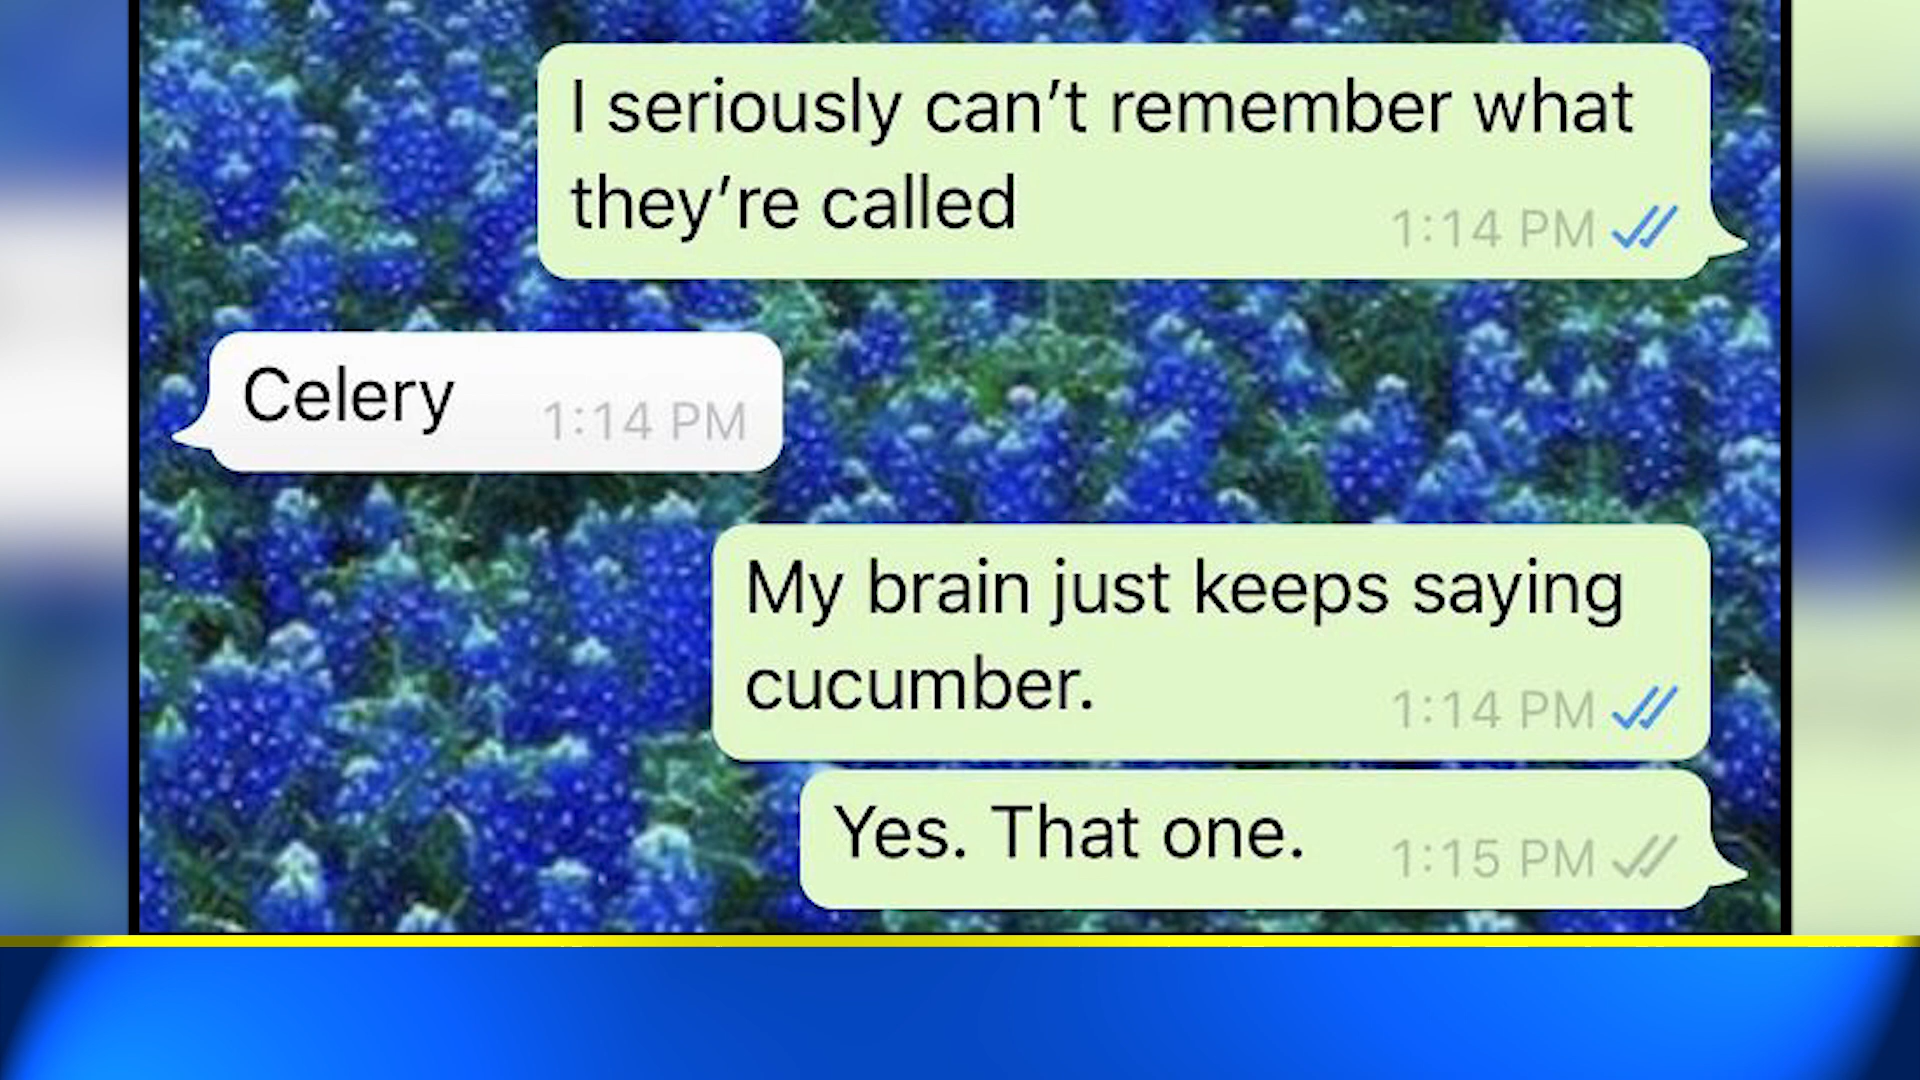 I seriously can’t remember what
they’re called
1:14 PM
Celery
1:14 PM
My brain just keeps saying
cucumber.
1:14 PM
Yes. That one.
1:15 PM